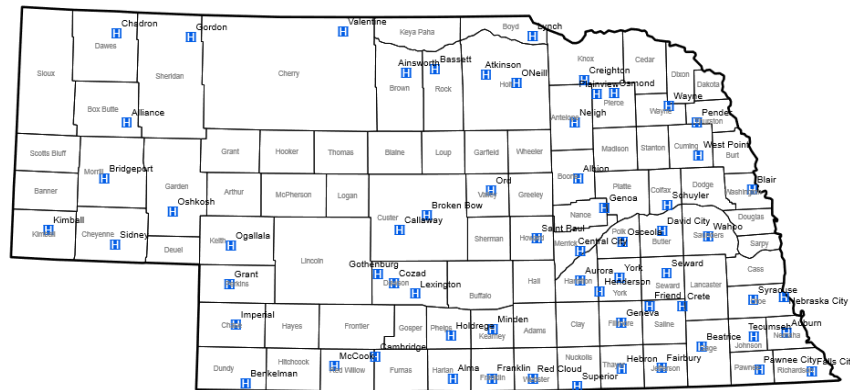 Chadron
Gordon
Valentine
Keya Paha
Boyd
Lynch
Dawes
Sioux
Sheridan
Cherry
Ainsworth
Bassett
Atkinson
ONeill
Brown
Rock
Knox
Cedar
Dixon
Dakota
Creighton
Plainview
Osmond
Pierce
Wayne
Wayne
Box Butte
Alliance
Antelope
Neligh
Scotts Bluff
Grant
Hooker
Thomas
Blaine
Loup
Garfield
Wheeler
Madison
Stanton
Cuming
West Point
Burt
Morrill
Bridgeport
Banner
Garden
Arthur
McPherson
Logan
Ord
Valley
Greeley
Albion
Platte
Colfax
Dodge
Blair
Washington
Oshkosh
Custer
Broken Bow
Nance
Genoa
Schuyler
Kimball
Kimball
Cheyenne
Sidney
Deuel
Keith
Ogallala
Callaway
Sherman
Saint Paul
Howard
Merrick
Central City
Polk
Osceola
David City
Butler
Wahoo
Saunders
Douglas
Sarpy
Lincoln
Gothenburg
Cozad
Dawson
Lexington
Buffalo
Hall
Aurora
Hamilton
York
Henderson
York
Seward
Seward
Lancaster
Cass
Grant
Perkins
Syracuse
Nebraska City
Friend
Crete
Imperial
Chase
Hayes
Frontier
Gosper
Phelps
Holdrege
Minden
Kearney
Adams
Clay
Geneva
Fillmore
Saline
Beatrice
Gage
Tecumseh
Johnson
Auburn
Nemaha
Dundy
Benkelman
Hitchcock
McCook
Red Willow
Cambridge
Furnas
Harlan
Alma
Franklin
Franklin
Red Cloud
Webster
Nuckolls
Superior
Thayer
Hebron
Fairbury
Jefferson
Pawnee
Pawnee City
Richardson
Falls City